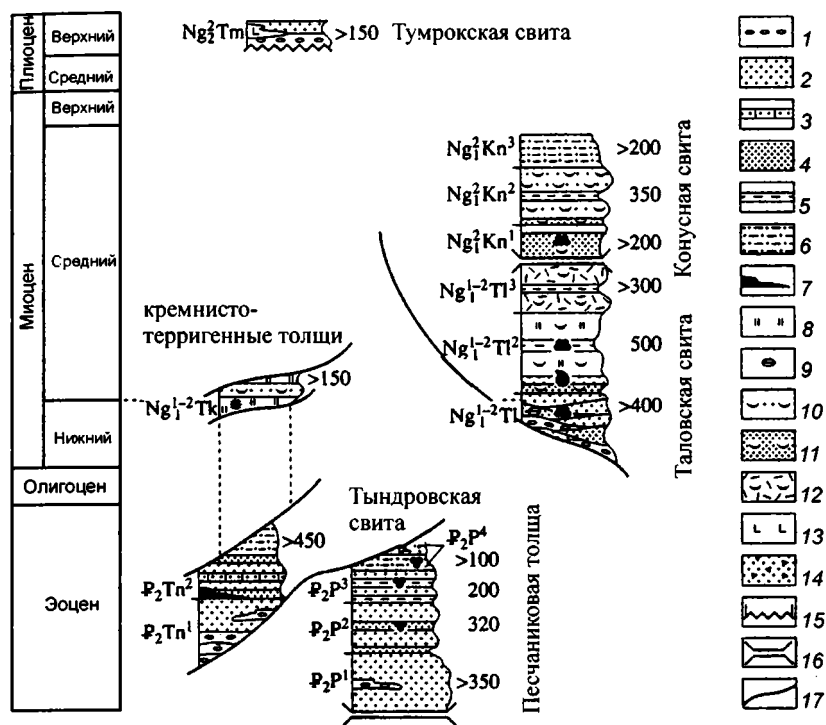 Плиоцен
Верхний
Средний
Миоцен
Верхний
Средний
Нижний
Олигоцен
Эоцен
Ng₂²Tm >150 Тумрокская свита
Ng₁²Kn³ >200
Ng₁²Kn² 350
Ng₁²Kn¹ >200
Конусная свита
Ng₁¹⁻²Tl³ >300
Ng₁¹⁻²Tl² 500
Ng₁¹⁻²Tl >400
Таловская свита
кремнисто-
терригенные толщи
>150
Ng₁¹⁻²Tk
Тындровская
свита
>450
₽₂Tn²
₽₂Tn¹
₽₂P⁴
>100
₽₂P³ 200
₽₂P² 320
₽₂P¹ >350
Песчаниковая толща
1
2
3
4
5
6
7
8
9
10
11
12
13
14
15
16
17